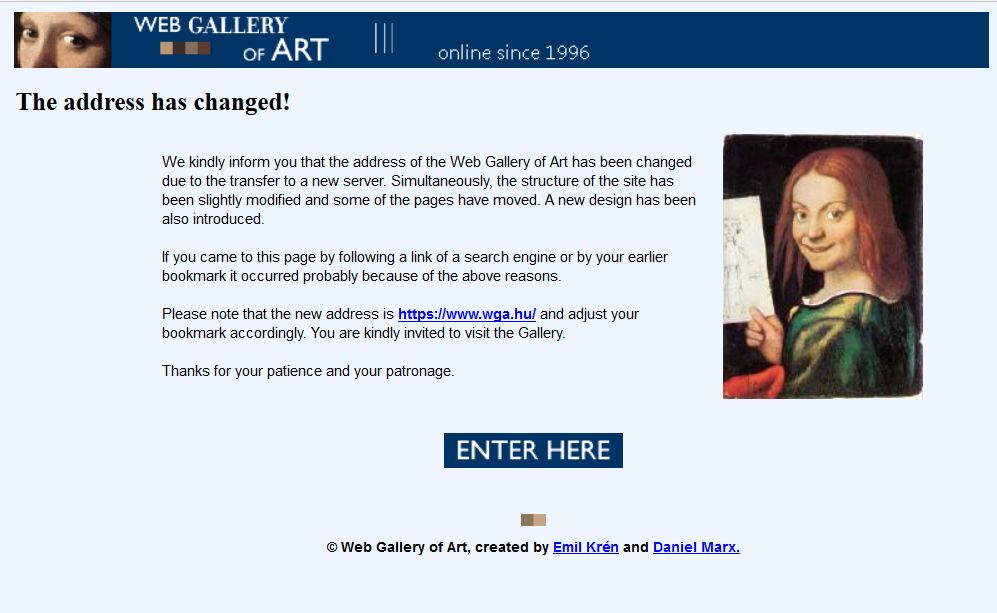 WEB GALLERY
OF ART
online since 1996
The address has changed!
We kindly inform you that the address of the Web Gallery of Art has been changed
due to the transfer to a new server. Simultaneously, the structure of the site has
been slightly modified and some of the pages have moved. A new design has been
also introduced.
If you came to this page by following a link of a search engine or by your earlier
bookmark it occurred probably because of the above reasons.
Please note that the new address is https://www.wga.hu/ and adjust your
bookmark accordingly. You are kindly invited to visit the Gallery.
Thanks for your patience and your patronage.
ENTER HERE
© Web Gallery of Art, created by Emil Krén and Daniel Marx.